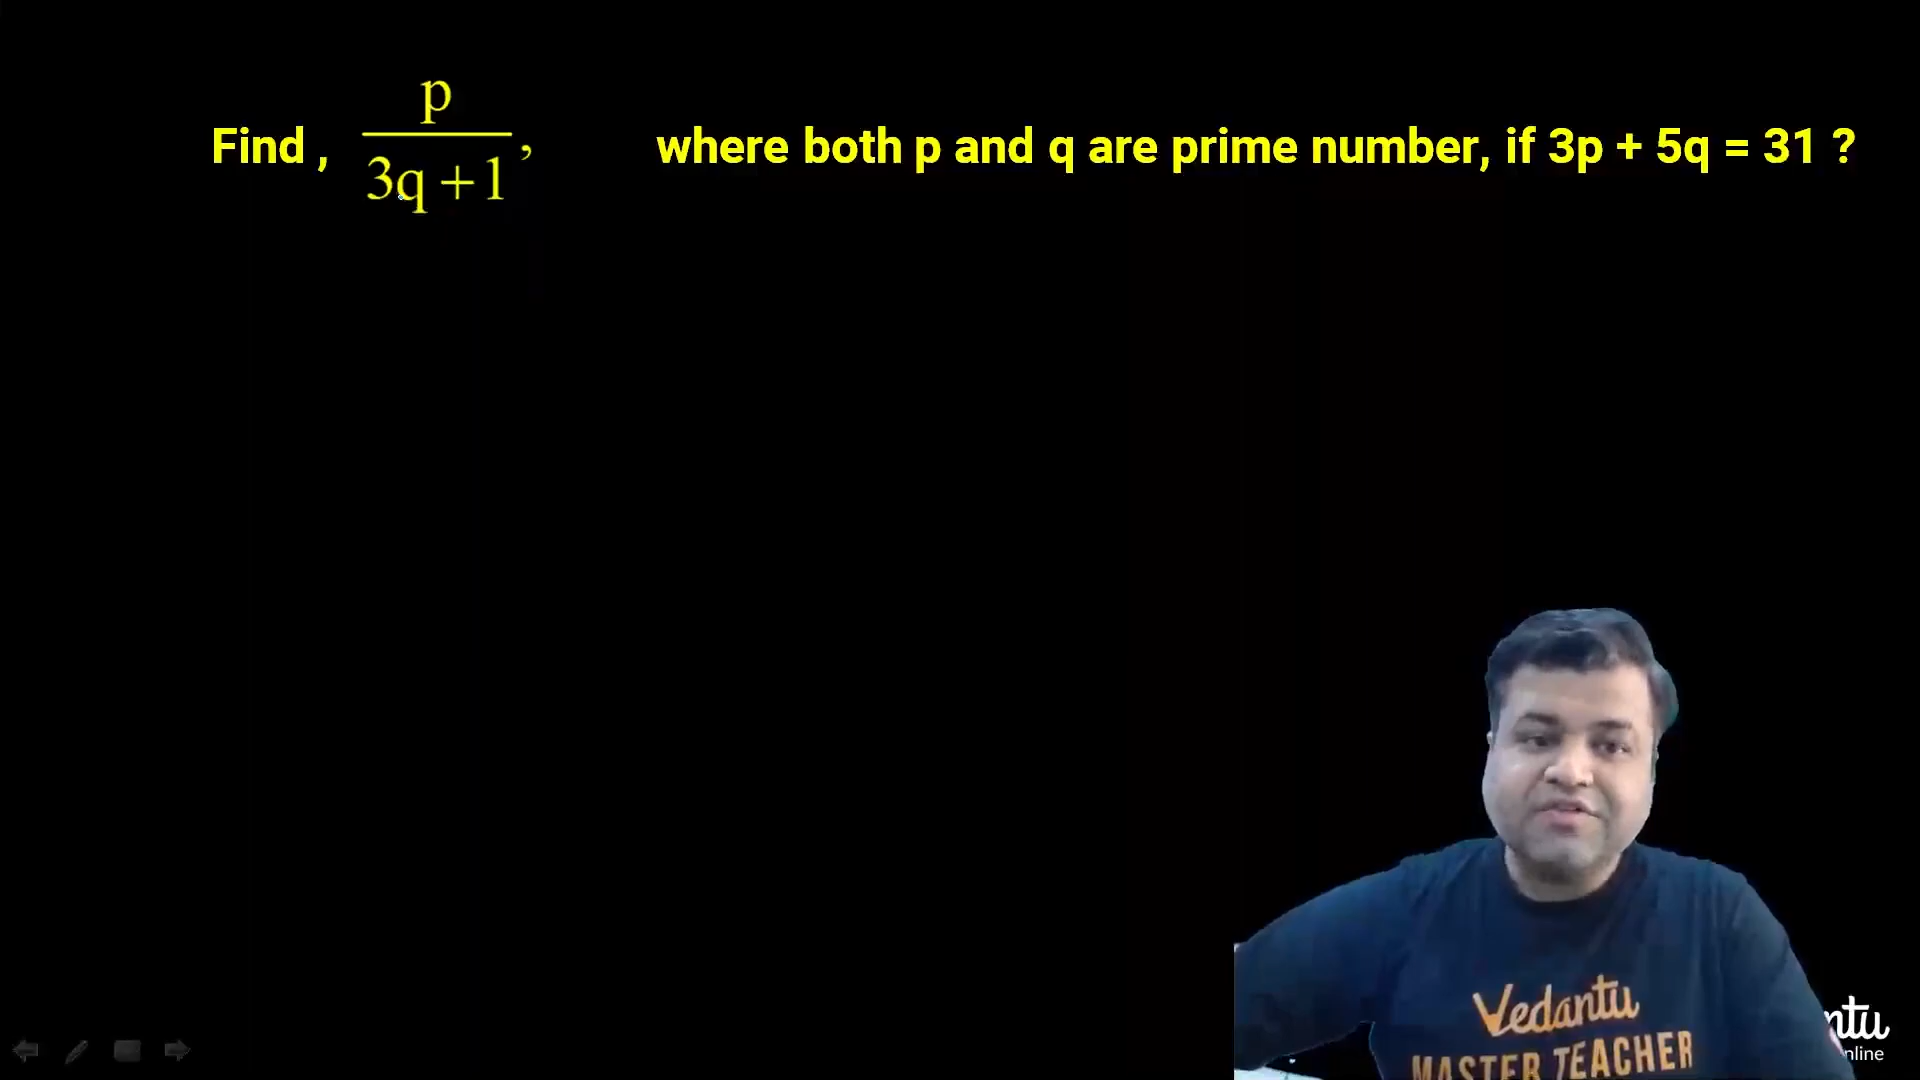 Find , p / 3q + 1 , where both p and q are prime number, if 3p + 5q = 31 ?
Vedantu
MASTER TEACHER
ntu
nline